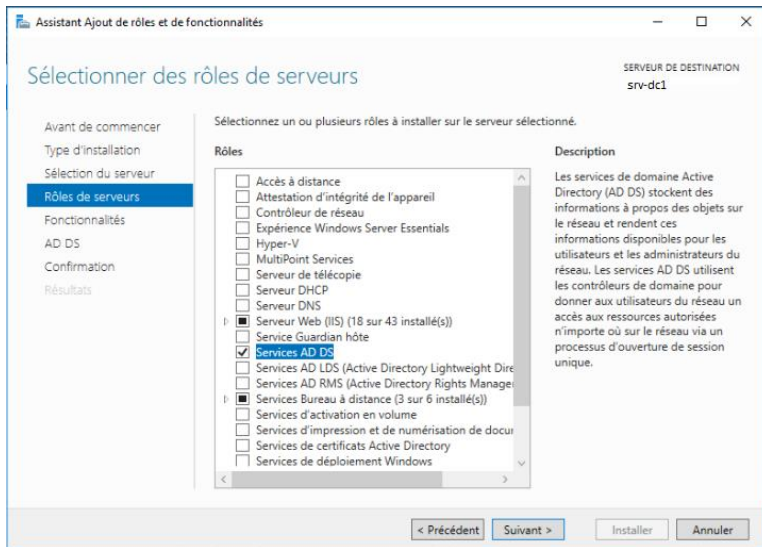 Assistant Ajout de rôles et de fonctionnalités
Sélectionner des rôles de serveurs
SERVEUR DE DESTINATION
srv-dc1
Avant de commencer
Type d'installation
Sélection du serveur
Rôles de serveurs
Fonctionnalités
AD DS
Confirmation
Résultats
Sélectionnez un ou plusieurs rôles à installer sur le serveur sélectionné.
Rôles
Accès à distance
Attestation d'intégrité de l'appareil
Contrôleur de réseau
Expérience Windows Server Essentials
Hyper-V
MultiPoint Services
Serveur de télécopie
Serveur DHCP
Serveur DNS
Serveur Web (IIS) (18 sur 43 installé(s))
Service Guardian hôte
Services AD DS
Services AD LDS (Active Directory Lightweight Dire
Services AD RMS (Active Directory Rights Manager
Services Bureau à distance (3 sur 6 installé(s))
Services d'activation en volume
Services d'impression et de numérisation de docur
Services de certificats Active Directory
Services de déploiement Windows
Description
Les services de domaine Active
Directory (AD DS) stockent des
informations à propos des objets sur
le réseau et rendent ces
informations disponibles pour les
utilisateurs et les administrateurs du
réseau. Les services AD DS utilisent
les contrôleurs de domaine pour
donner aux utilisateurs du réseau un
accès aux ressources autorisées
n'importe où sur le réseau via un
processus d'ouverture de session
unique.
< Précédent
Suivant >
Installer
Annuler